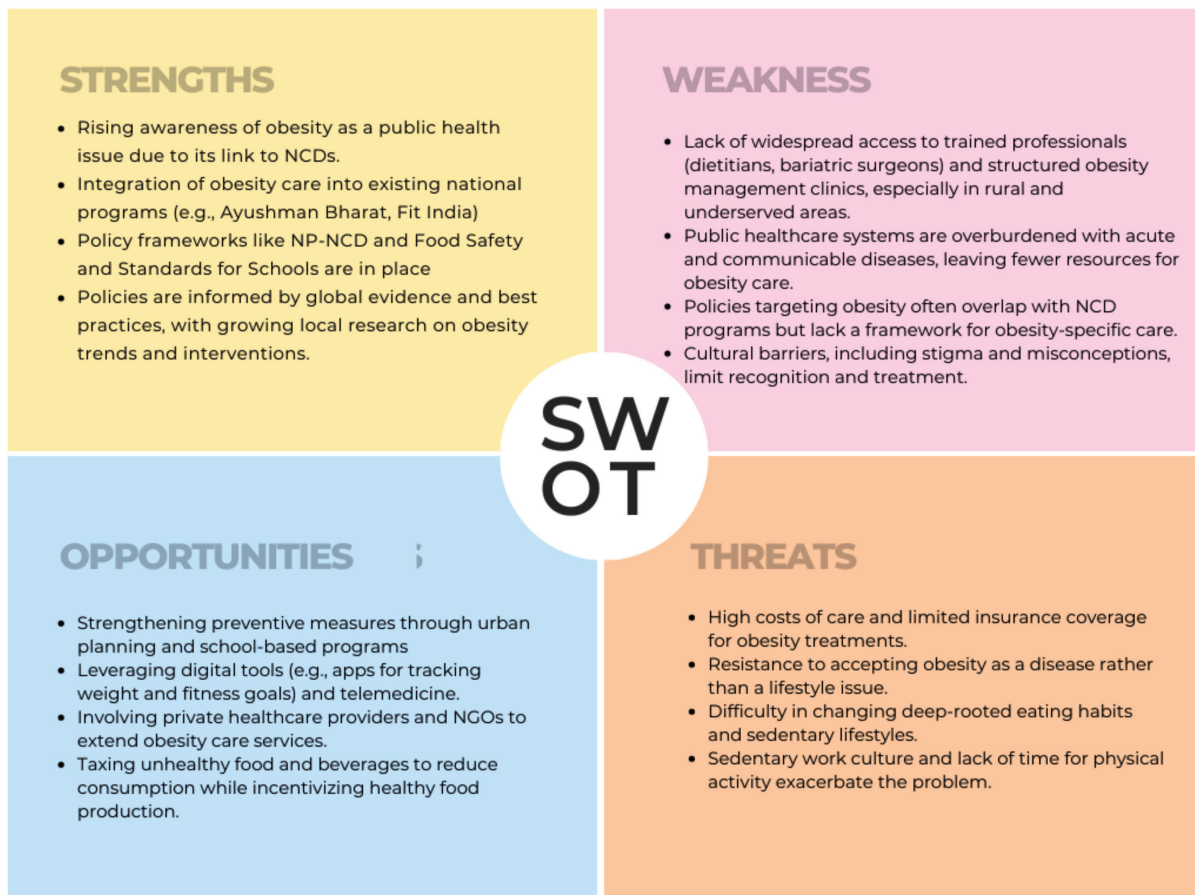 STRENGTHS
• Rising awareness of obesity as a public health
issue due to its link to NCDs.
• Integration of obesity care into existing national
programs (e.g., Ayushman Bharat, Fit India)
• Policy frameworks like NP-NCD and Food Safety
and Standards for Schools are in place
• Policies are informed by global evidence and best
practices, with growing local research on obesity
trends and interventions.
WEAKNESS
• Lack of widespread access to trained professionals
(dietitians, bariatric surgeons) and structured obesity
management clinics, especially in rural and
underserved areas.
• Public healthcare systems are overburdened with acute
and communicable diseases, leaving fewer resources for
obesity care.
• Policies targeting obesity often overlap with NCD
programs but lack a framework for obesity-specific care.
• Cultural barriers, including stigma and misconceptions,
limit recognition and treatment.
SW
OT
OPPORTUNITIES
• Strengthening preventive measures through urban
planning and school-based programs
• Leveraging digital tools (e.g., apps for tracking
weight and fitness goals) and telemedicine.
• Involving private healthcare providers and NGOs to
extend obesity care services.
• Taxing unhealthy food and beverages to reduce
consumption while incentivizing healthy food
production.
THREATS
• High costs of care and limited insurance coverage
for obesity treatments.
• Resistance to accepting obesity as a disease rather
than a lifestyle issue.
• Difficulty in changing deep-rooted eating habits
and sedentary lifestyles.
• Sedentary work culture and lack of time for physical
activity exacerbate the problem.